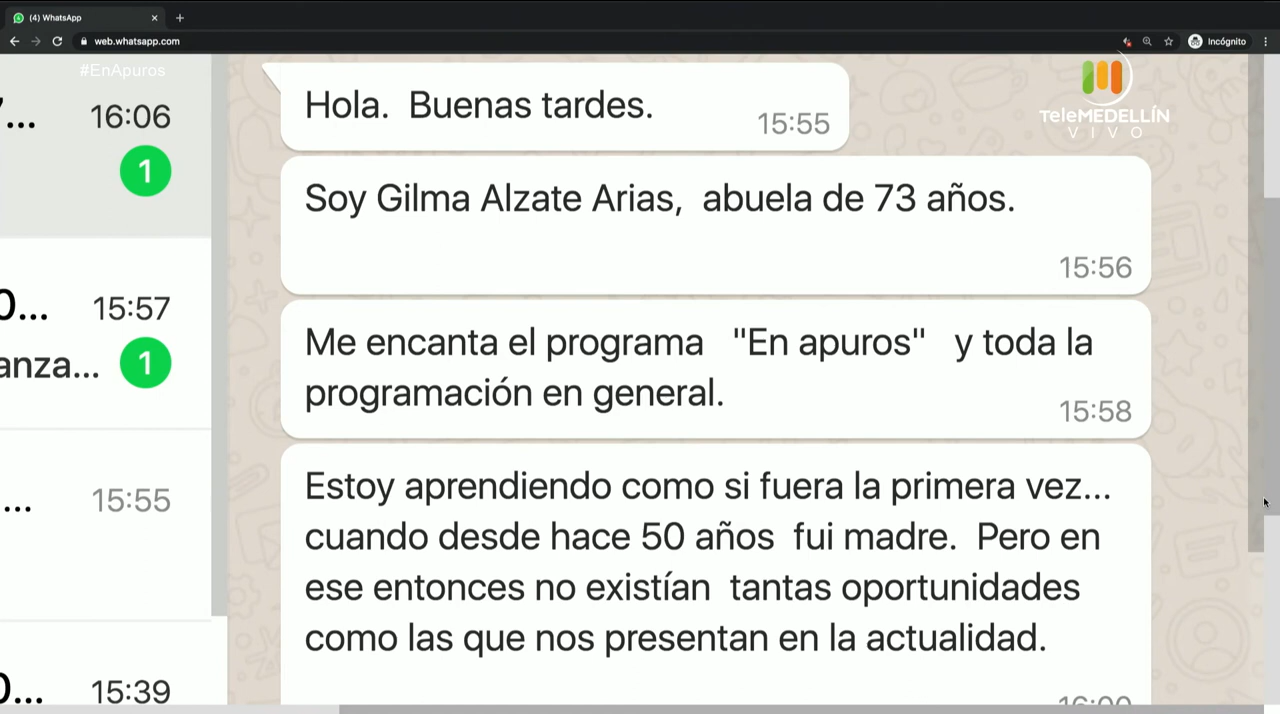 (4) WhatsApp
web.whatsapp.com
Incógnito
#EnApuros
TeleMEDELLÍN
VIVO
...
16:06
1
...
15:57
anza...
1
...
15:55
...
15:39
Hola. Buenas tardes.
15:55
Soy Gilma Alzate Arias, abuela de 73 años.
15:56
Me encanta el programa "En apuros" y toda la
programación en general.
15:58
Estoy aprendiendo como si fuera la primera vez...
cuando desde hace 50 años fui madre. Pero en
ese entonces no existían tantas oportunidades
como las que nos presentan en la actualidad.
16:00